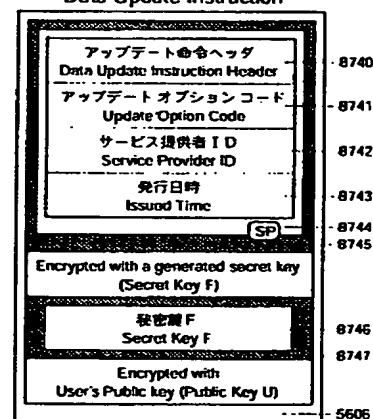 Data Update Instruction
アップデート命令ヘッダ
Data Update Instruction Header
8740
アップデート オプション コード
Update Option Code
8741
サービス提供者 ID
Service Provider ID
8742
発行日時
Issued Time
8743
SP
8744
8745
Encrypted with a generated secret key
(Secret Key F)
秘密鍵 F
Secret Key F
8746
8747
Encrypted with
User's Public key (Public Key U)
5606